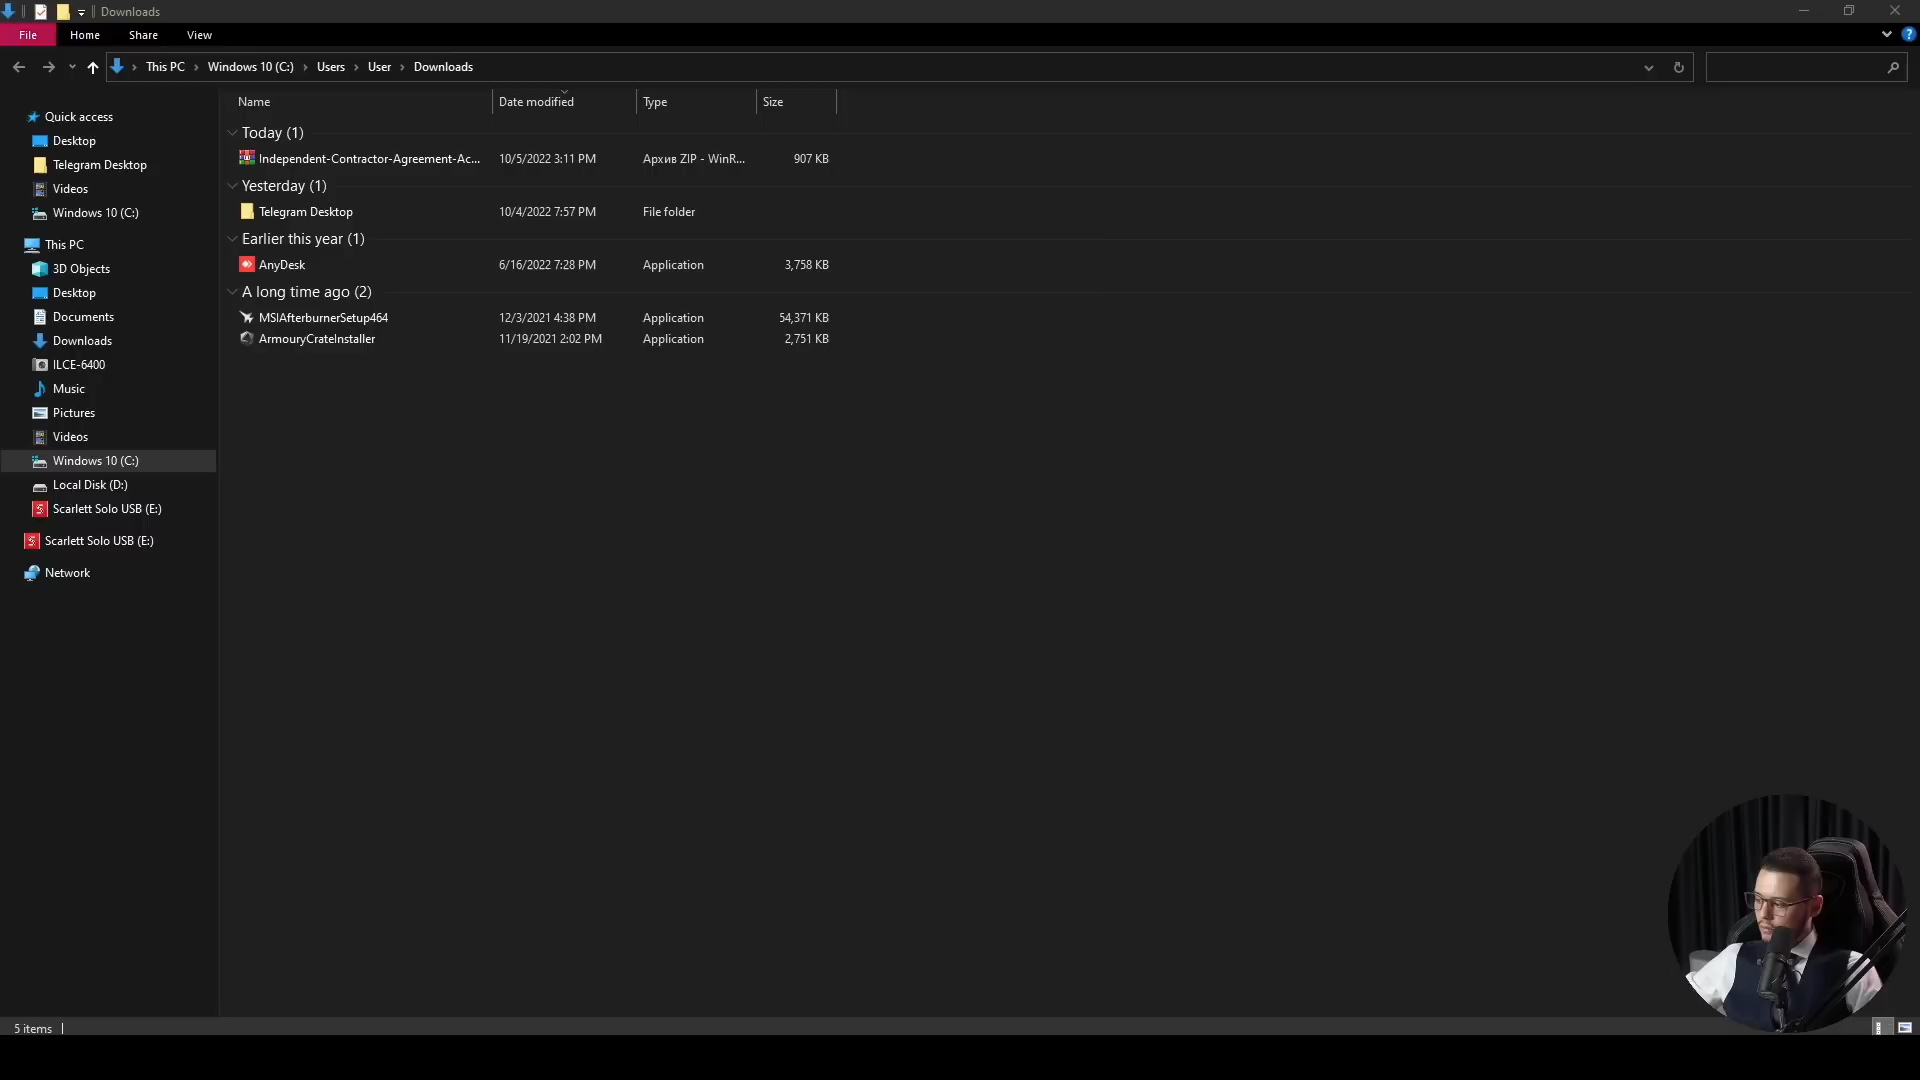 Downloads
File Home Share View
This PC Windows 10 (C:) Users User Downloads
Name Date modified Type Size
Quick access
Desktop
Telegram Desktop
Videos
Windows 10 (C:)
This PC
3D Objects
Desktop
Documents
Downloads
ILCE-6400
Music
Pictures
Videos
Windows 10 (C:)
Local Disk (D:)
Scarlett Solo USB (E:)
Scarlett Solo USB (E:)
Network
Today (1)
Independent-Contractor-Agreement-Ac... 10/5/2022 3:11 PM Архив ZIP - WinR... 907 KB
Yesterday (1)
Telegram Desktop 10/4/2022 7:57 PM File folder
Earlier this year (1)
AnyDesk 6/16/2022 7:28 PM Application 3,758 KB
A long time ago (2)
MSIAfterburnerSetup464 12/3/2021 4:38 PM Application 54,371 KB
ArmouryCrateInstaller 11/19/2021 2:02 PM Application 2,751 KB
5 items